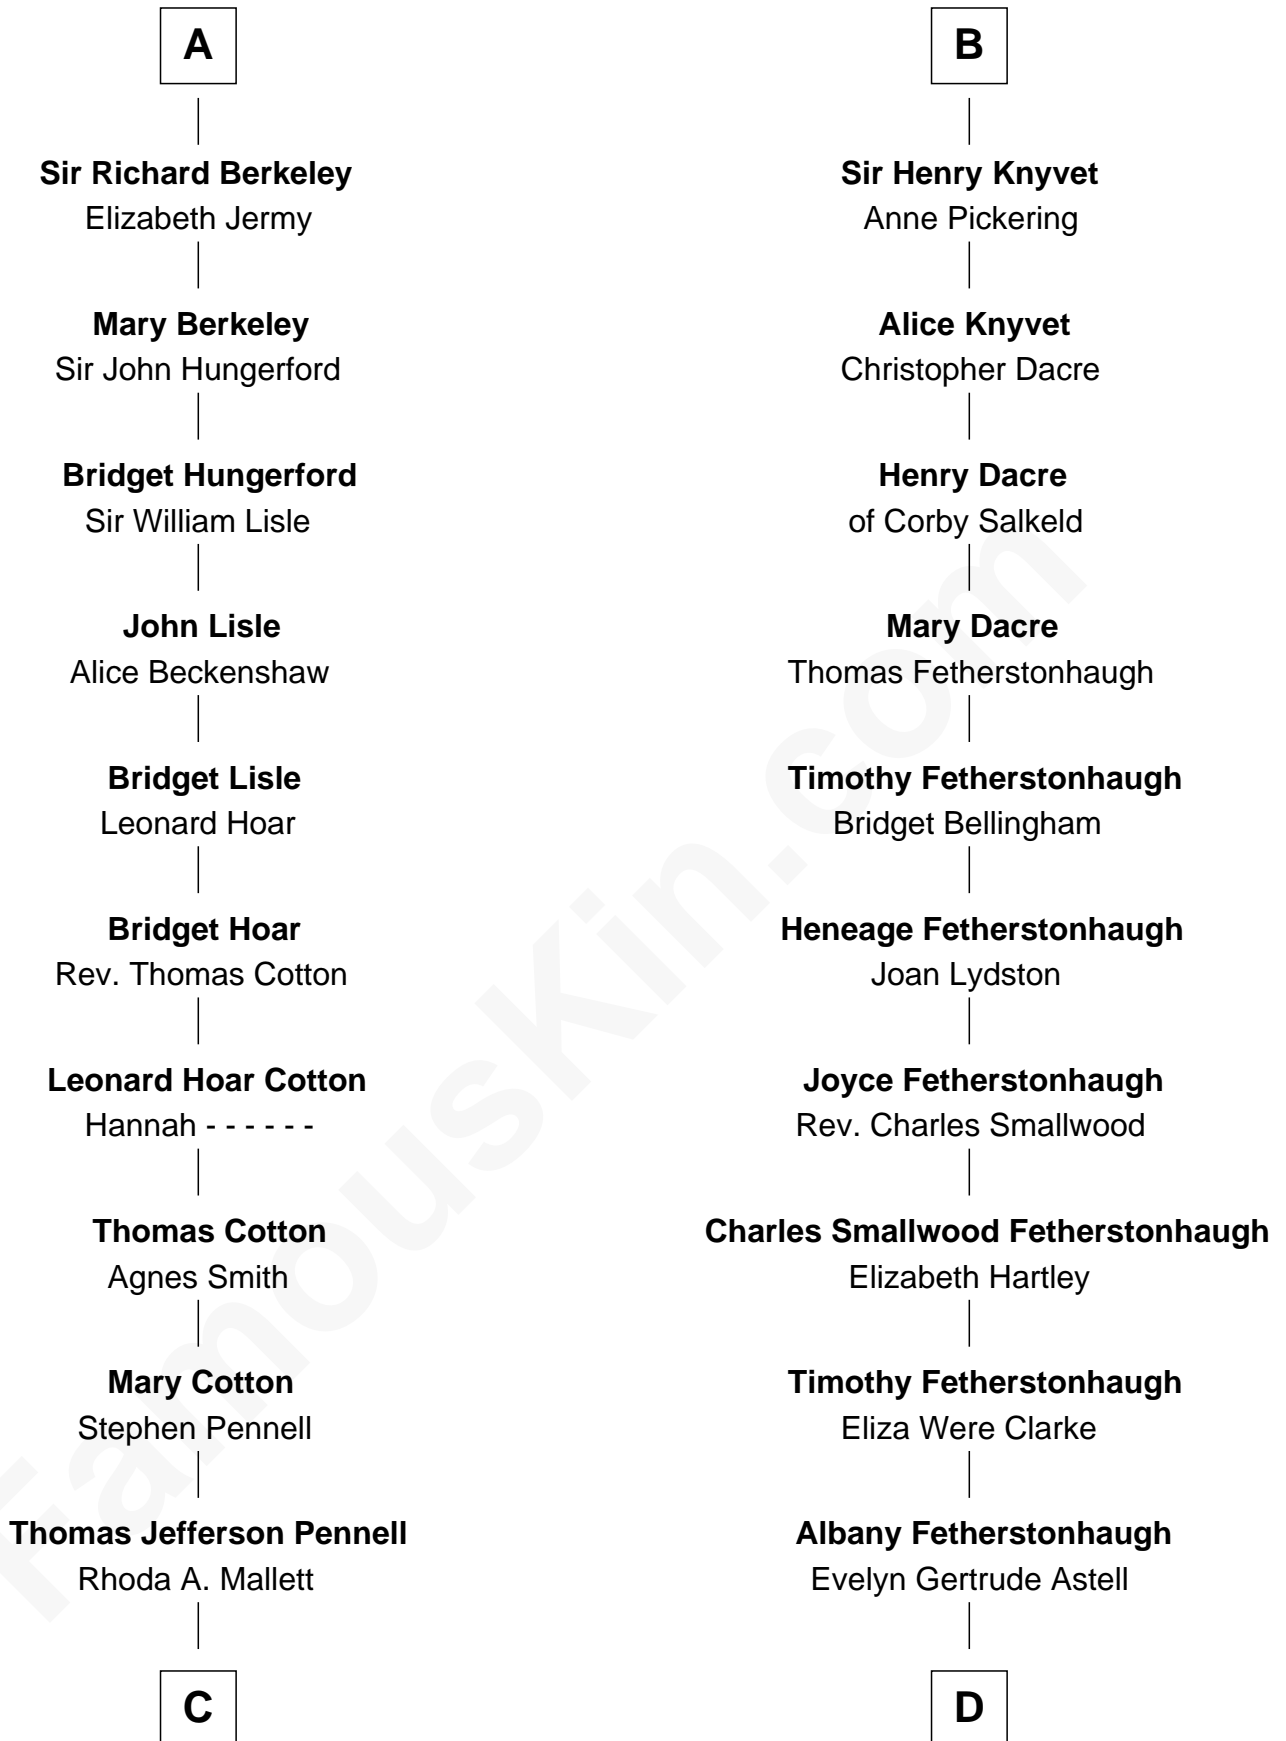 A
Sir Richard Berkeley
Elizabeth Jermy
Mary Berkeley
Sir John Hungerford
Bridget Hungerford
Sir William Lisle
John Lisle
Alice Beckenshaw
Bridget Lisle
Leonard Hoar
Bridget Hoar
Rev. Thomas Cotton
Leonard Hoar Cotton
Hannah - - - - - -
Thomas Cotton
Agnes Smith
Mary Cotton
Stephen Pennell
Thomas Jefferson Pennell
Rhoda A. Mallett
C
B
Sir Henry Knyvet
Anne Pickering
Alice Knyvet
Christopher Dacre
Henry Dacre
of Corby Salkeld
Mary Dacre
Thomas Fetherstonhaugh
Timothy Fetherstonhaugh
Bridget Bellingham
Heneage Fetherstonhaugh
Joan Lydston
Joyce Fetherstonhaugh
Rev. Charles Smallwood
Charles Smallwood Fetherstonhaugh
Elizabeth Hartley
Timothy Fetherstonhaugh
Eliza Were Clarke
Albany Fetherstonhaugh
Evelyn Gertrude Astell
D
FamousKin.com